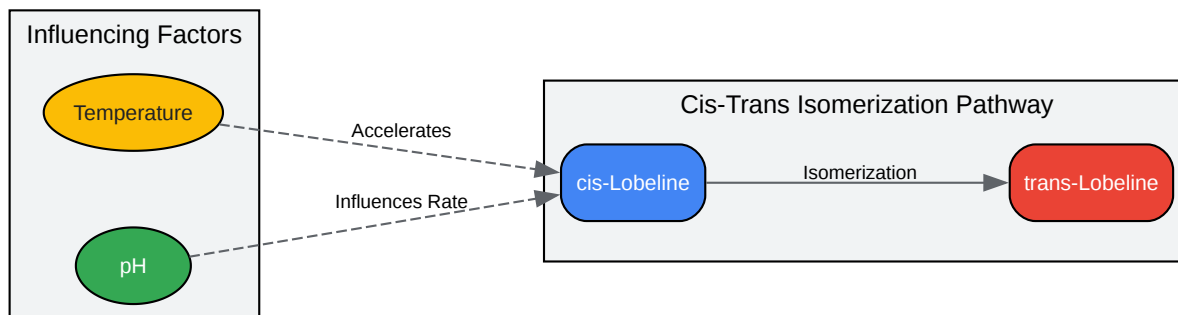 Influencing Factors
Temperature
pH
Accelerates
Influences Rate
Cis-Trans Isomerization Pathway
cis-Lobeline
Isomerization
trans-Lobeline